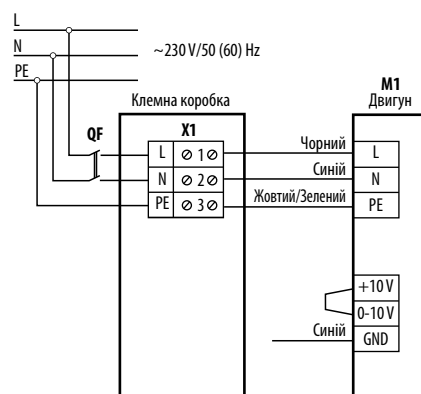 L
N
~230 V/50 (60) Hz
PE
M1
Клемна коробка
Двигун
QF
X1
Чорний
L 1 L
Синій
N 2 N
Жовтий/Зелений
PE 3 PE
+10 V
0-10 V
Синій
GND